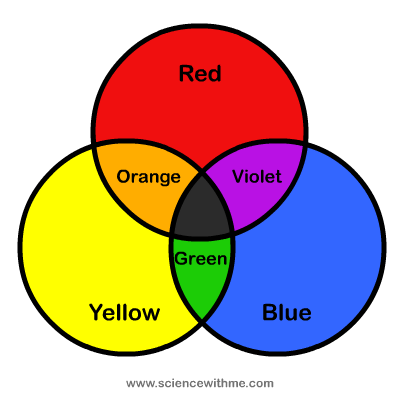 Red
Orange
Violet
Green
Yellow
Blue
www.sciencewithme.com